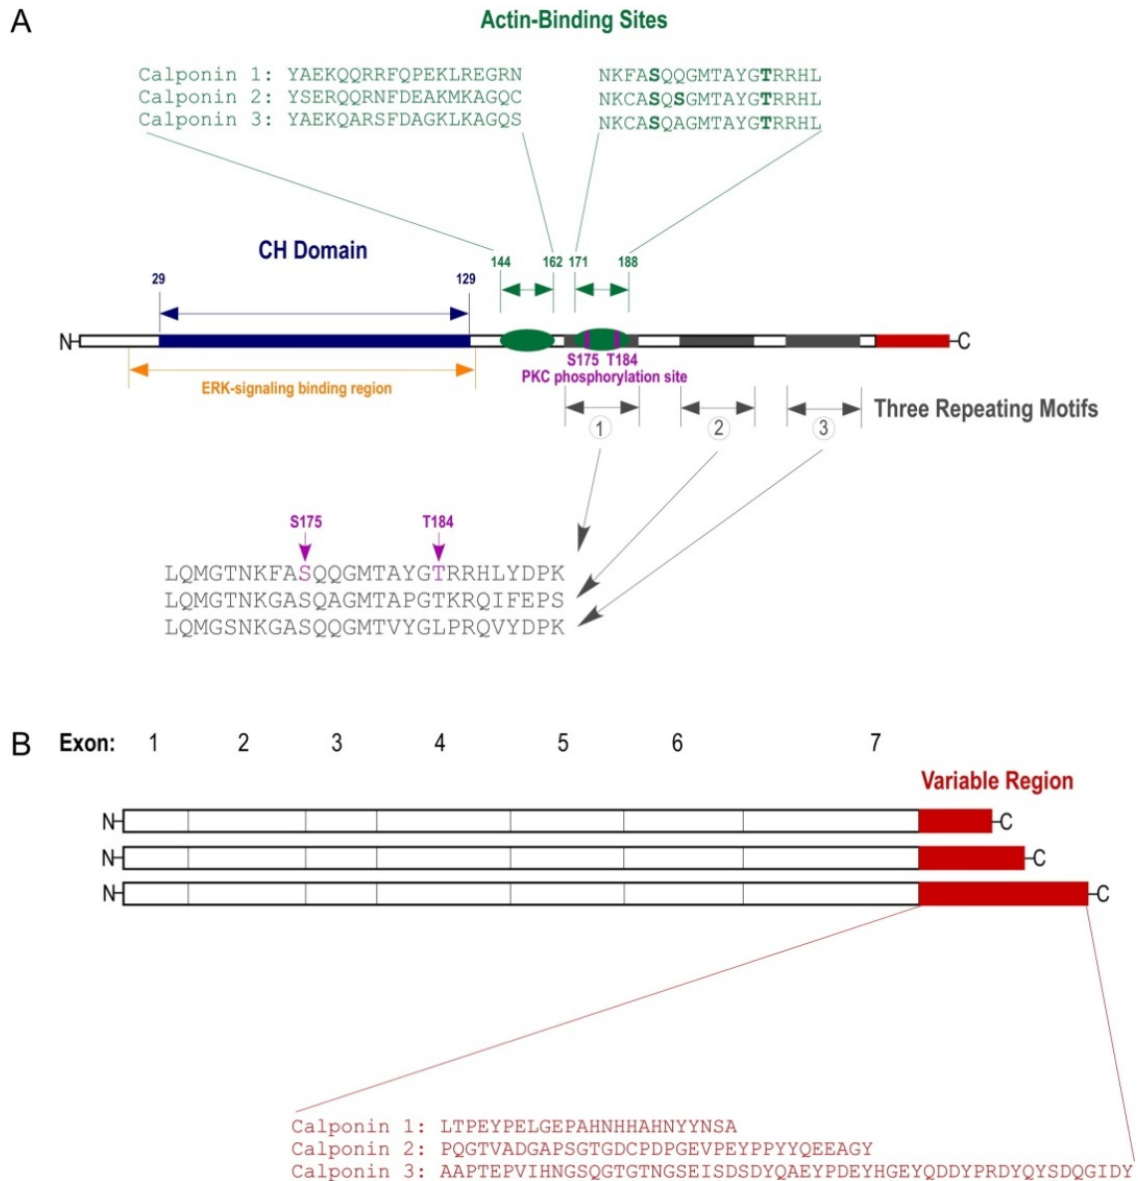 A
Actin-Binding Sites
Calponin 1: YAEKQQRRFQPEKLREGRN NKFASQQGMTAYGTRRHL
Calponin 2: YSERQQRNFDEAKMKAGQC NKCASQSGMTAYGTRRHL
Calponin 3: YAEKQARSFDAGKLKAGQS NKCASQAGMTAYGTRRHL
CH Domain
144 162 171 188
29 129
N C
S175 T184
PKC phosphorylation site
ERK-signaling binding region
Three Repeating Motifs
1 2 3
S175 T184
LQMGTNKFASQQGMTAYGTRRHLYDPK
LQMGTNKGASQAGMTAPGTKRQIFEPS
LQMGSNKGASQQGMTVYGLPRQVYDPK
B Exon: 1 2 3 4 5 6 7
Variable Region
N C
N C
N C
Calponin 1: LTPEYPELGEPAHNHHAHNYYNSA
Calponin 2: PQGTVADGAPSGTGDCPDPGEVPEYPPYYQEEAGY
Calponin 3: AAPTEPVIHNGSQGTGTNGSEISDSDYQAEYPDEYHGEYQDDYPRDYQYSDQGIDY